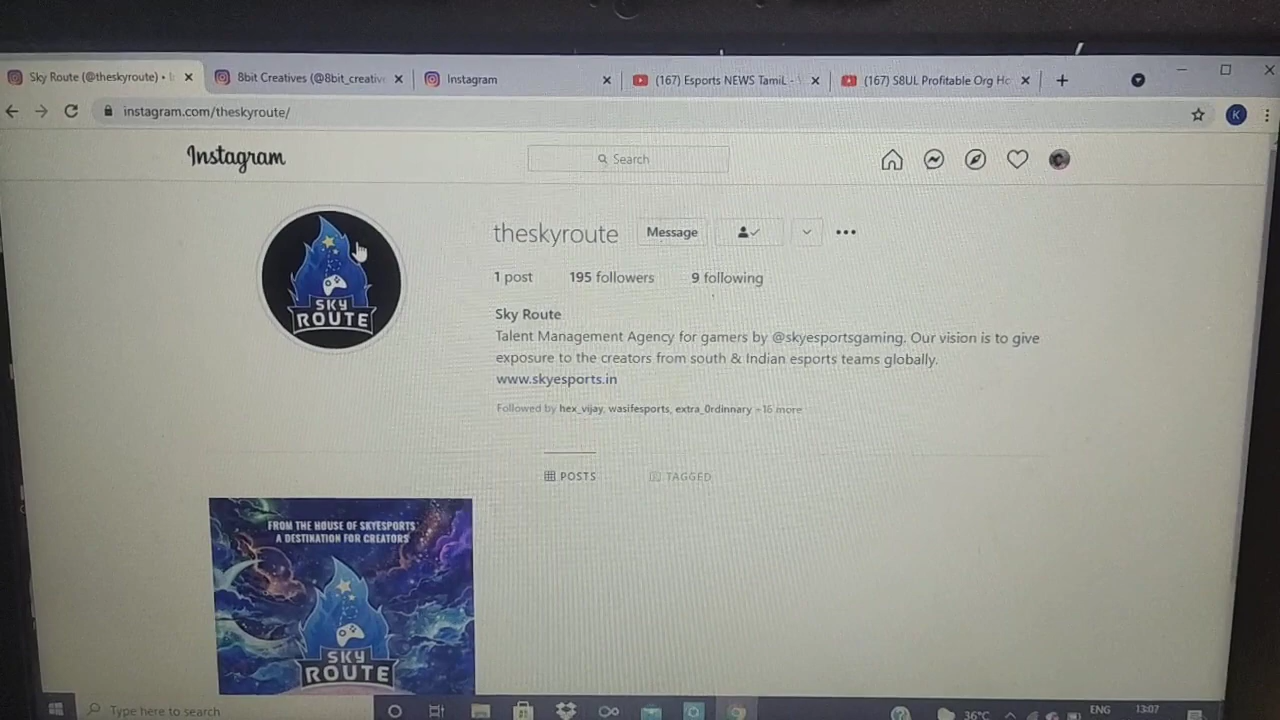 Sky Route (@theskyroute) •
8bit Creatives (@8bit_creative
Instagram
(167) Esports NEWS TamiL -
(167) S8UL Profitable Org Ho
instagram.com/theskyroute/
K
Instagram
Search
theskyroute
Message
1 post
195 followers
9 following
Sky Route
Talent Management Agency for gamers by @skyesportsgaming. Our vision is to give
exposure to the creators from south & Indian esports teams globally.
www.skyesports.in
Followed by hex_vijay, wasifesports, extra_0rdinnary + 16 more
SKY
ROUTE
POSTS
TAGGED
FROM THE HOUSE OF SKYESPORTS
A DESTINATION FOR CREATORS
SKY
ROUTE
Type here to search
36°C
ENG
13:07